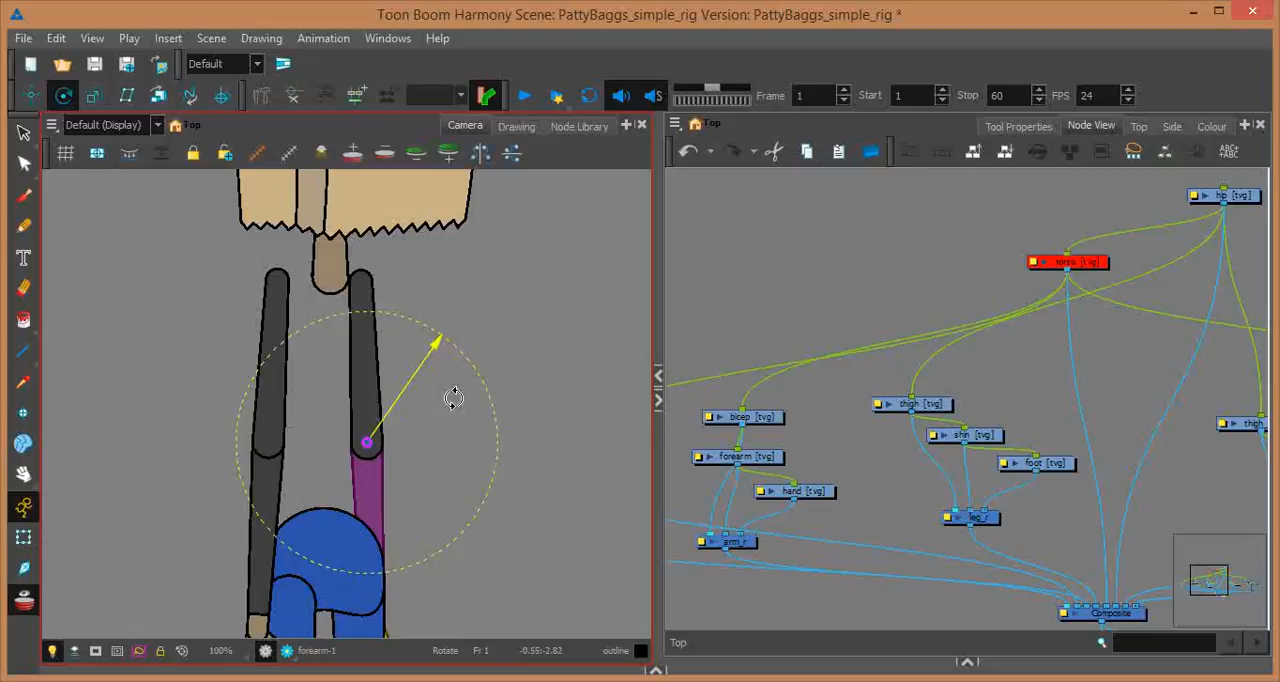 Toon Boom Harmony Scene: PattyBaggs_simple_rig Version: PattyBaggs_simple_rig *
File Edit View Play Insert Scene Drawing Animation Windows Help
Default
Frame 1 Start 1 Stop 60 FPS 24
Default (Display) Top Camera Drawing Node Library
Top Tool Properties Node View Top Side Colour
ABC+
+ABC
hip [tvg]
torso [tvg]
thigh [tvg]
bicep [tvg]
thigh
shin [tvg]
forearm [tvg]
foot [tvg]
hand [tvg]
leg_r
arm_r
Composite
Top
100% forearm-1 Rotate Fr 1 -0.55:-2.82 outline